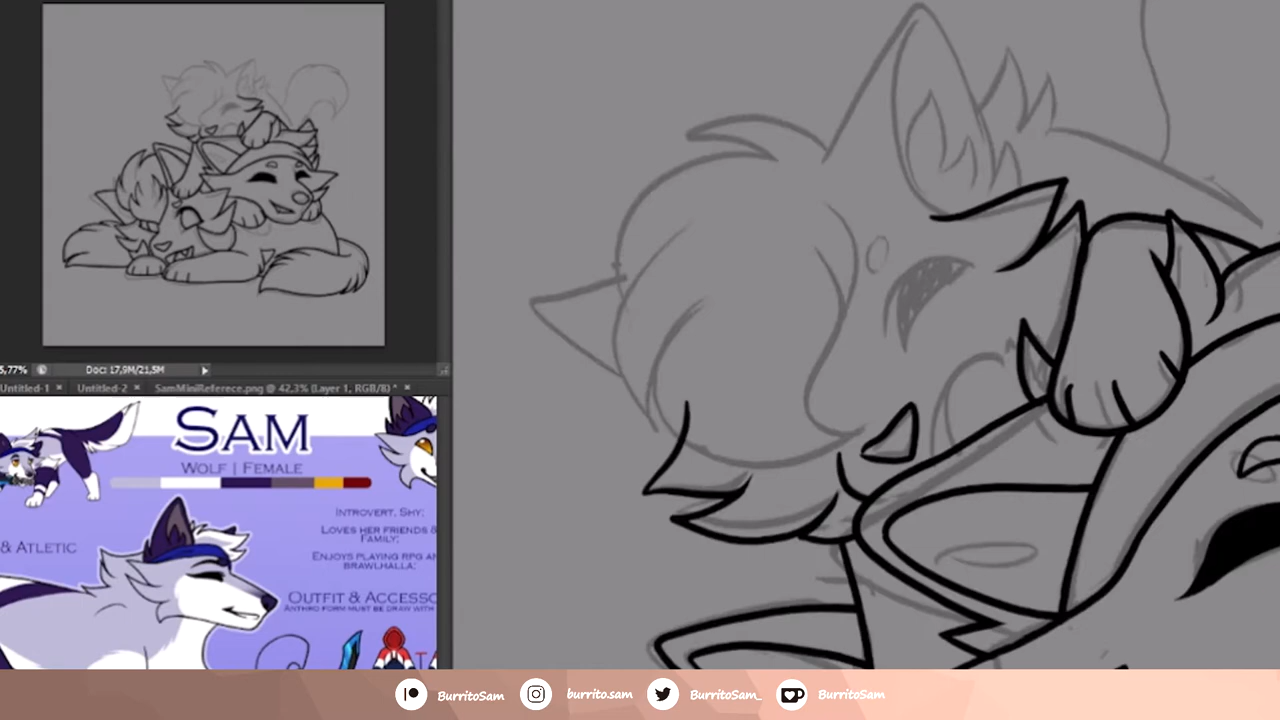 5,77%
Doc: 17,9M/21,5M
Untitled-1 ×
Untitled-2 ×
SamMiniReferece.png @ 42,3% (Layer 1, RGB/8) * ×
SAM
WOLF | FEMALE
INTROVERT, SHY;
LOVES HER FRIENDS &
FAMILY;
& ATLETIC
ENJOYS PLAYING RPG AN
BRAWLHALLA;
OUTFIT & ACCESSO
ANTHRO FORM MUST BE DRAW WITH
BurritoSam
burrito.sam
BurritoSam_
BurritoSam